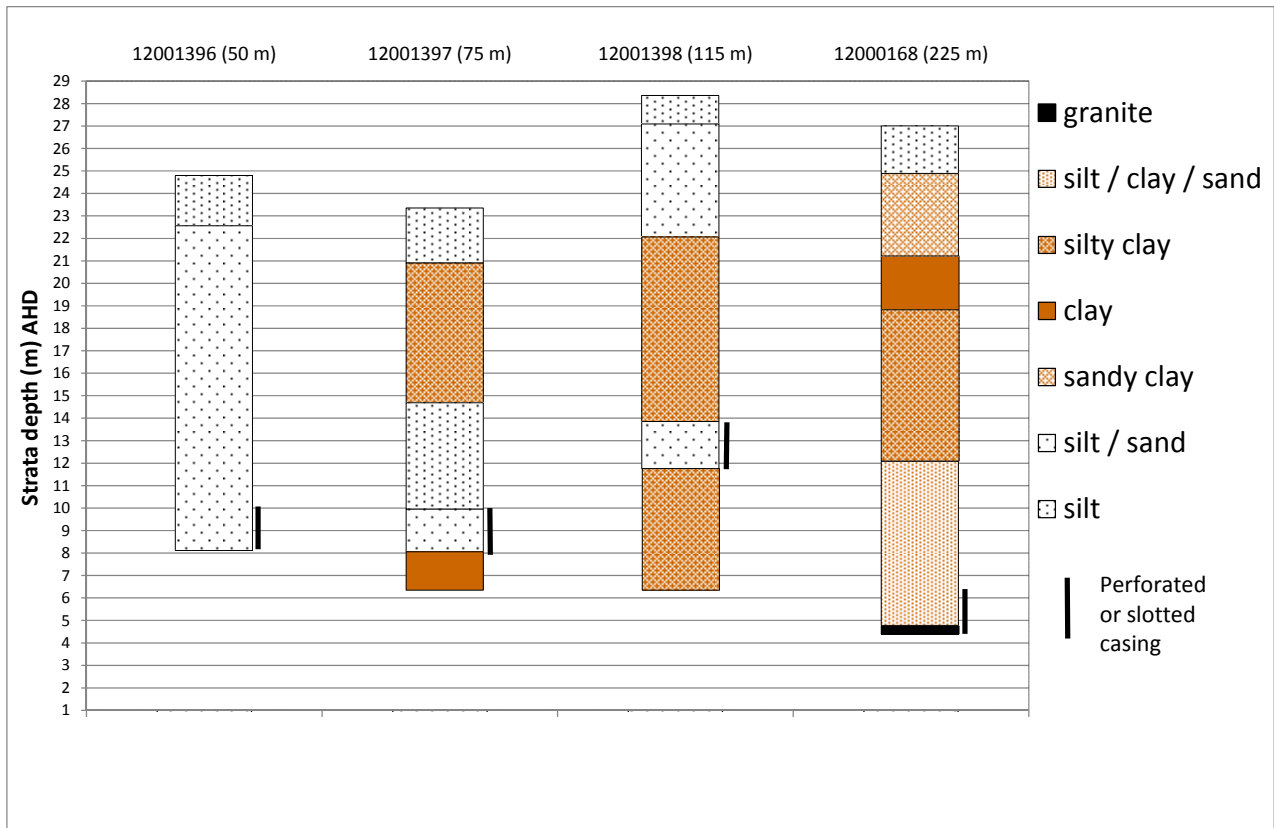 12001396 (50 m)
12001397 (75 m)
12001398 (115 m)
12000168 (225 m)
Strata depth (m) AHD
29
28
27
26
25
24
23
22
21
20
19
18
17
16
15
14
13
12
11
10
9
8
7
6
5
4
3
2
1
granite
silt / clay / sand
silty clay
clay
sandy clay
silt / sand
silt
Perforated
or slotted
casing